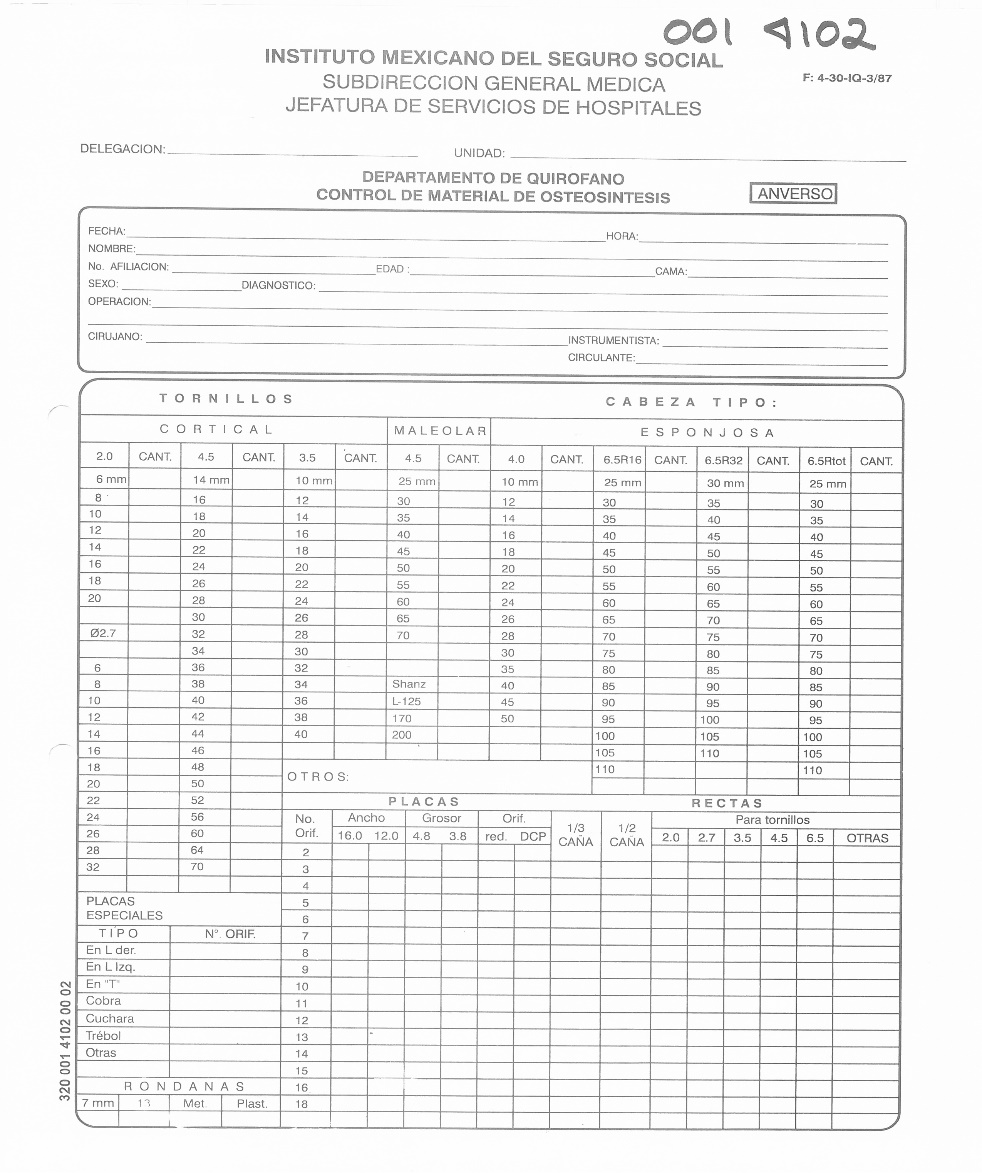 001 4102
INSTITUTO MEXICANO DEL SEGURO SOCIAL
SUBDIRECCION GENERAL MEDICA
F: 4-30-IQ-3/87
JEFATURA DE SERVICIOS DE HOSPITALES
DELEGACION: UNIDAD:
DEPARTAMENTO DE QUIROFANO
CONTROL DE MATERIAL DE OSTEOSINTESIS
ANVERSO
FECHA: HORA:
NOMBRE:
No. AFILIACION: EDAD : CAMA:
SEXO: DIAGNOSTICO:
OPERACION:
CIRUJANO: INSTRUMENTISTA:
CIRCULANTE:
TORNILLOS CABEZA TIPO:
CORTICAL MALEOLAR ESPONJOSA
2.0 CANT. 4.5 CANT. 3.5 CANT. 4.5 CANT. 4.0 CANT. 6.5R16 CANT. 6.5R32 CANT. 6.5Rtot CANT.
6 mm 14 mm 10 mm 25 mm 10 mm 25 mm 30 mm 25 mm
8 16 12 30 12 30 35 30
10 18 14 35 14 35 40 35
12 20 16 40 16 40 45 40
14 22 18 45 18 45 50 45
16 24 20 50 20 50 55 50
18 26 22 55 22 55 60 55
20 28 24 60 24 60 65 60
30 26 65 26 65 70 65
Ø2.7 32 28 70 28 70 75 70
34 30 30 75 80 75
6 36 32 35 80 85 80
8 38 34 Shanz 40 85 90 85
10 40 36 L-125 45 90 95 90
12 42 38 170 50 95 100 95
14 44 40 200 100 105 100
16 46 105 110 105
18 48 OTROS: 110 110
20 50
22 52 PLACAS RECTAS
24 56 No. Orif. Ancho Grosor Orif. 1/3 CAÑA 1/2 CAÑA Para tornillos
26 60 16.0 12.0 4.8 3.8 red. DCP 2.0 2.7 3.5 4.5 6.5 OTRAS
28 64 2
32 70 3
4
PLACAS 5
ESPECIALES 6
TIPO N°. ORIF. 7
En L der. 8
En L Izq. 9
En "T" 10
Cobra 11
Cuchara 12
Trébol 13
Otras 14
15
RONDANAS 16
7 mm 13 Met. Plast. 18
320 001 4102 00 02